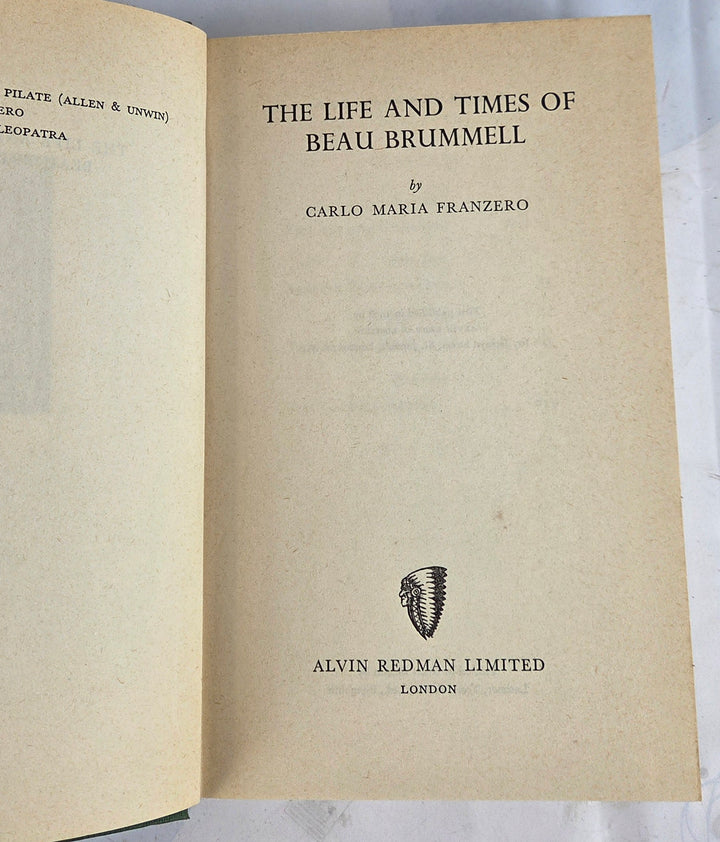 PILATE (ALLEN & UNWIN)
ERO
LEOPATRA
THE LIFE AND TIMES OF
BEAU BRUMMELL
by
CARLO MARIA FRANZERO
ALVIN REDMAN LIMITED
LONDON